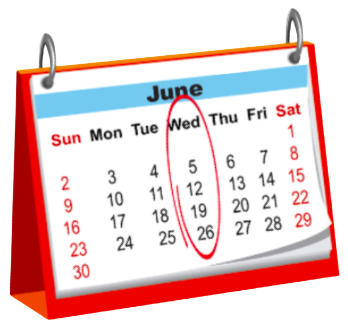 June
Sun Mon Tue Wed Thu Fri Sat
1
2 3 4 5 6 7 8
9 10 11 12 13 14 15
16 17 18 19 20 21 22
23 24 25 26 27 28 29
30